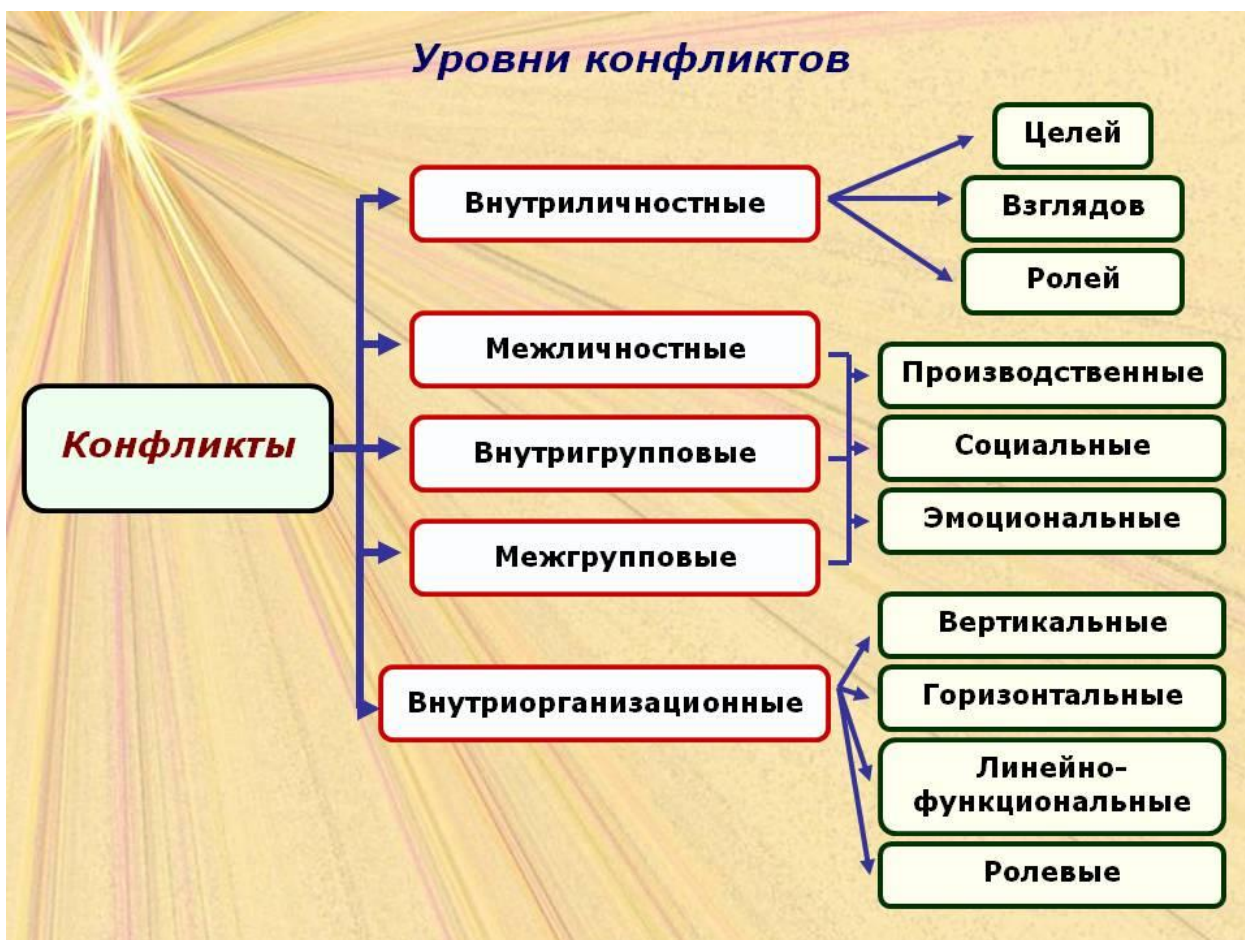 Уровни конфликтов
Конфликты
Внутриличностные
Целей
Взглядов
Ролей
Межличностные
Внутригрупповые
Межгрупповые
Производственные
Социальные
Эмоциональные
Внутриорганизационные
Вертикальные
Горизонтальные
Линейно-
функциональные
Ролевые